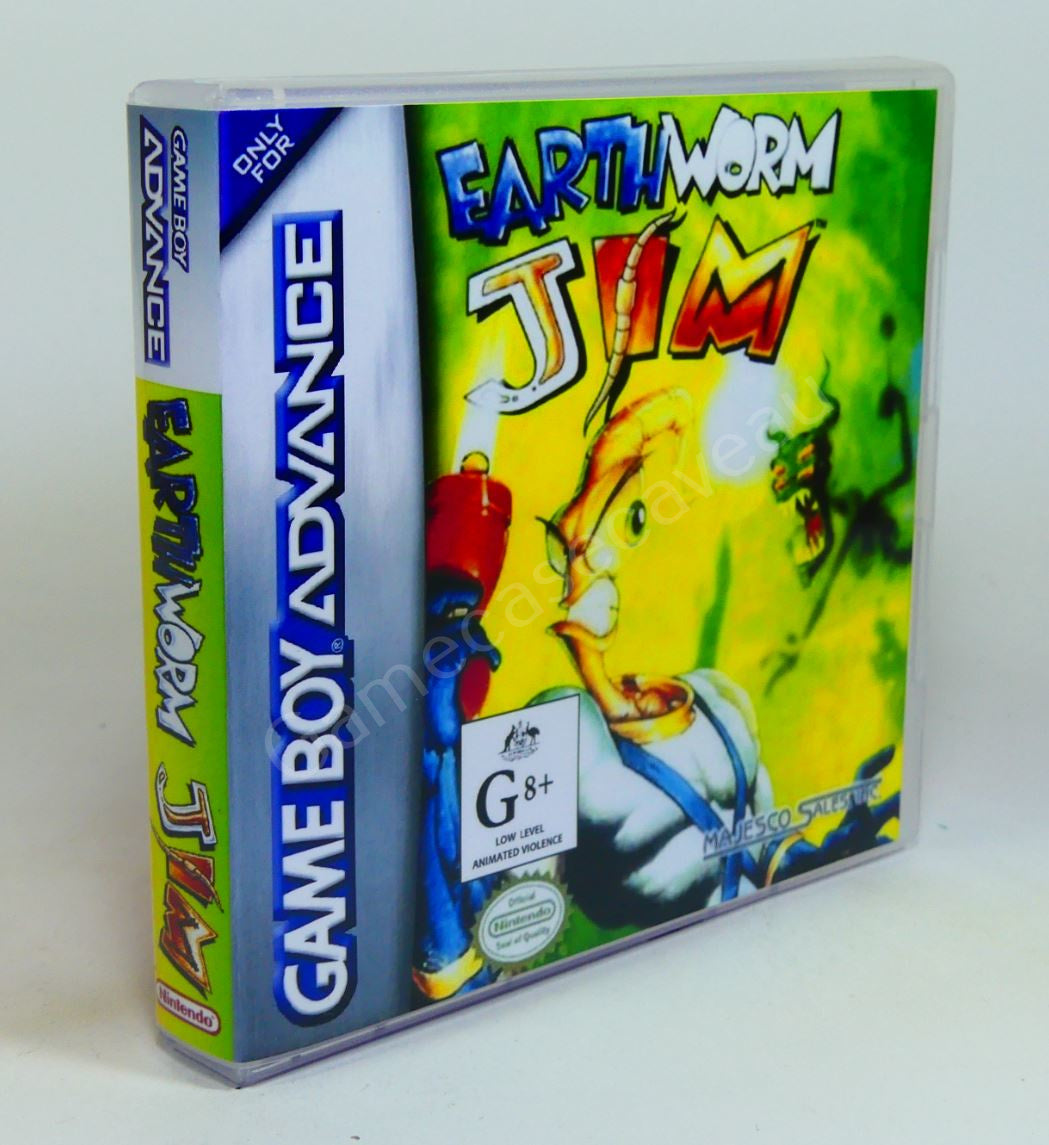 GAME BOY
ADVANCE
EARTHWORM JIM
Nintendo
ONLY
FOR
GAME BOY ADVANCE
®
EARTHWORM
JIM
™
G 8+
LOW LEVEL
ANIMATED VIOLENCE
Official
Nintendo
Seal of Quality
MAJESCO SALES INC.